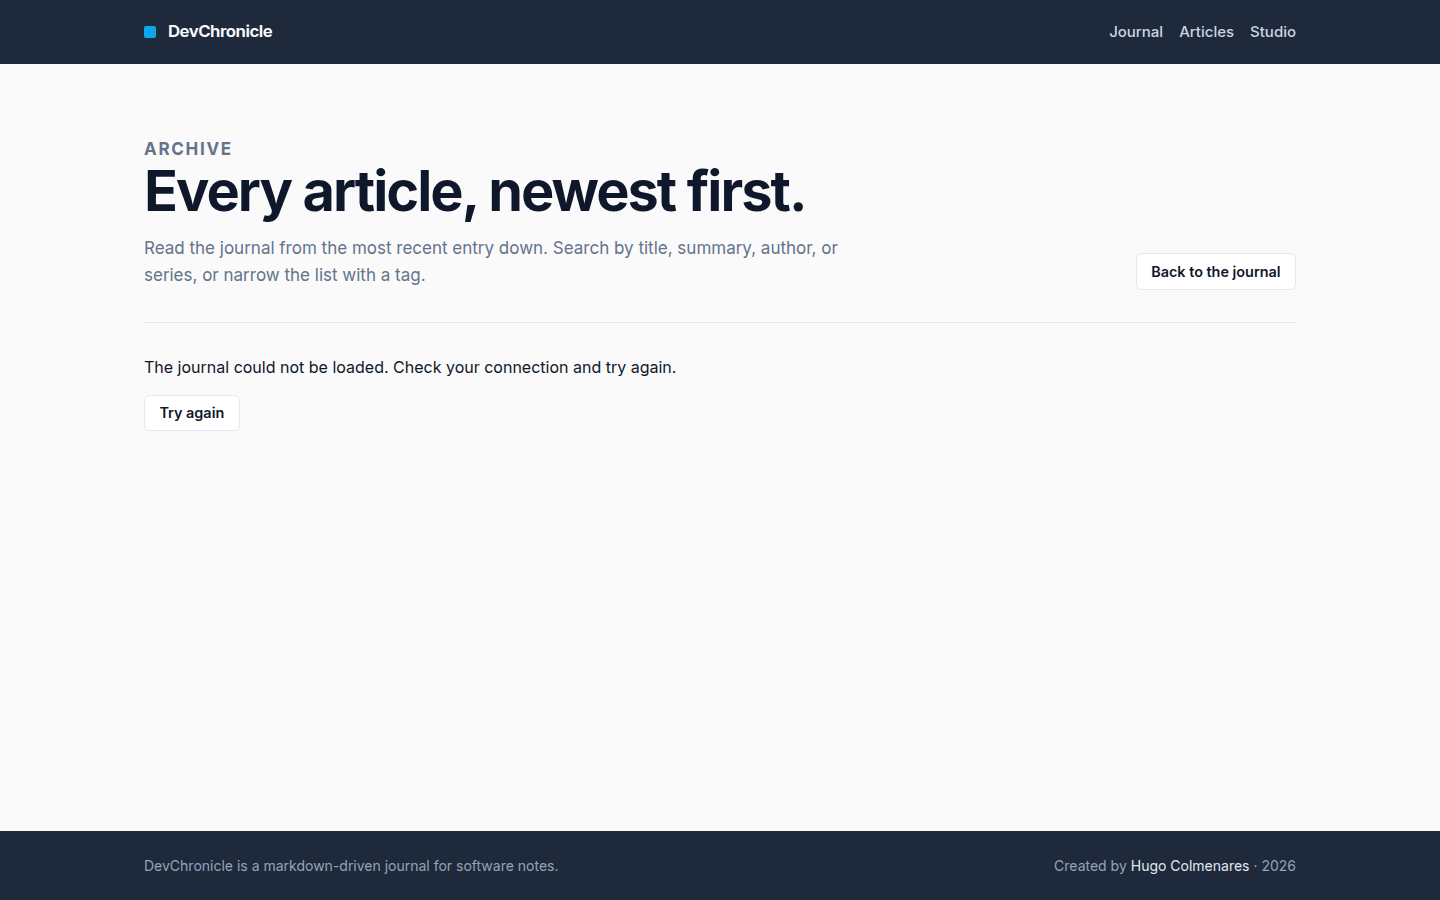 DevChronicle
Journal Articles Studio
ARCHIVE
Every article, newest first.
Read the journal from the most recent entry down. Search by title, summary, author, or
series, or narrow the list with a tag.
Back to the journal
The journal could not be loaded. Check your connection and try again.
Try again
DevChronicle is a markdown-driven journal for software notes.
Created by Hugo Colmenares · 2026